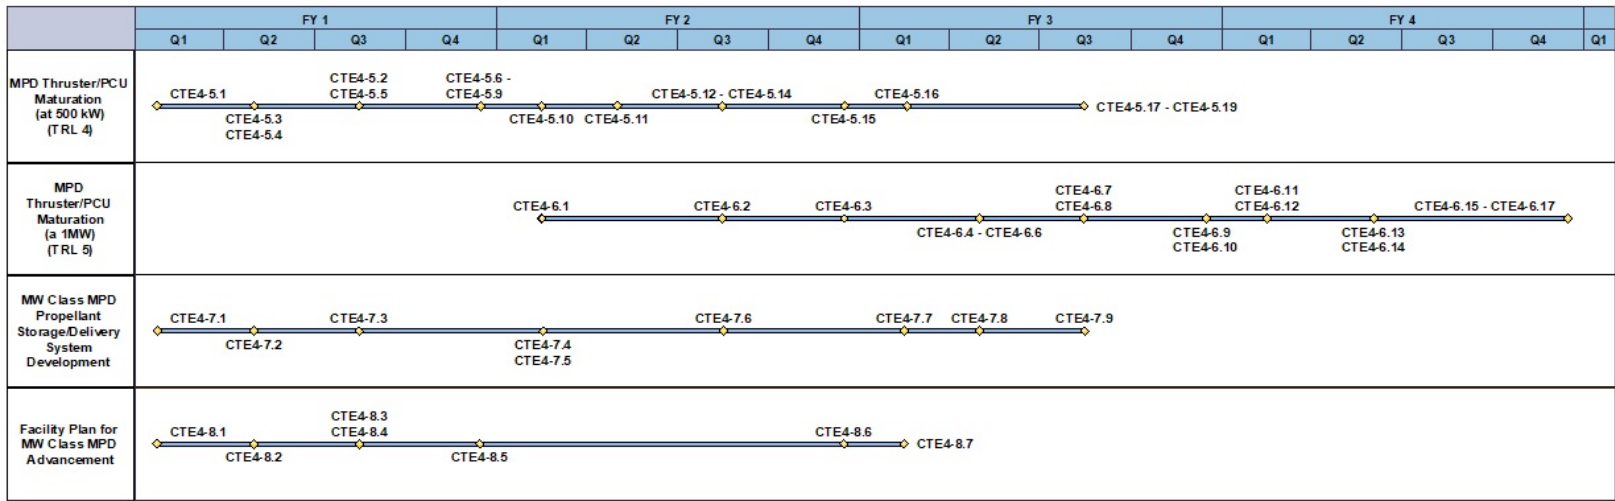 FY 1 FY 2 FY 3 FY 4
Q1 Q2 Q3 Q4 Q1 Q2 Q3 Q4 Q1 Q2 Q3 Q4 Q1 Q2 Q3 Q4 Q1
MPD Thruster/PCU
Maturation
(at 500 kW)
(TRL 4)
CTE4-5.2 CTE4-5.6 -
CTE4-5.1 CTE4-5.5 CTE4-5.9 CTE4-5.12 - CTE4-5.14 CTE4-5.16
CTE4-5.17 - CTE4-5.19
CTE4-5.3 CTE4-5.10 CTE4-5.11 CTE4-5.15
CTE4-5.4
MPD
Thruster/PCU
Maturation
(a 1MW)
(TRL 5)
CTE4-6.7 CTE4-6.11
CTE4-6.1 CTE4-6.2 CTE4-6.3 CTE4-6.8 CTE4-6.12 CTE4-6.15 - CTE4-6.17
CTE4-6.4 - CTE4-6.6 CTE4-6.9 CTE4-6.13
CTE4-6.10 CTE4-6.14
MW Class MPD
Propellant
Storage/Delivery
System
Development
CTE4-7.1 CTE4-7.3 CTE4-7.6 CTE4-7.7 CTE4-7.8 CTE4-7.9
CTE4-7.2 CTE4-7.4
CTE4-7.5
Facility Plan for
MW Class MPD
Advancement
CTE4-8.3
CTE4-8.1 CTE4-8.4 CTE4-8.6
CTE4-8.7
CTE4-8.2 CTE4-8.5